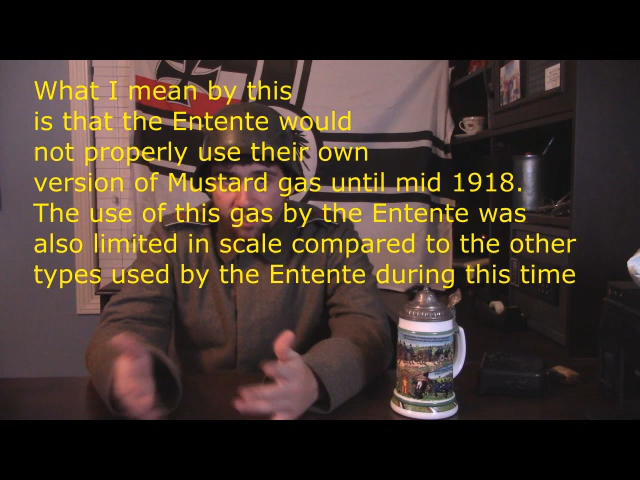 What I mean by this
is that the Entente would
not properly use their own
version of Mustard gas until mid 1918.
The use of this gas by the Entente was
also limited in scale compared to the other
types used by the Entente during this time